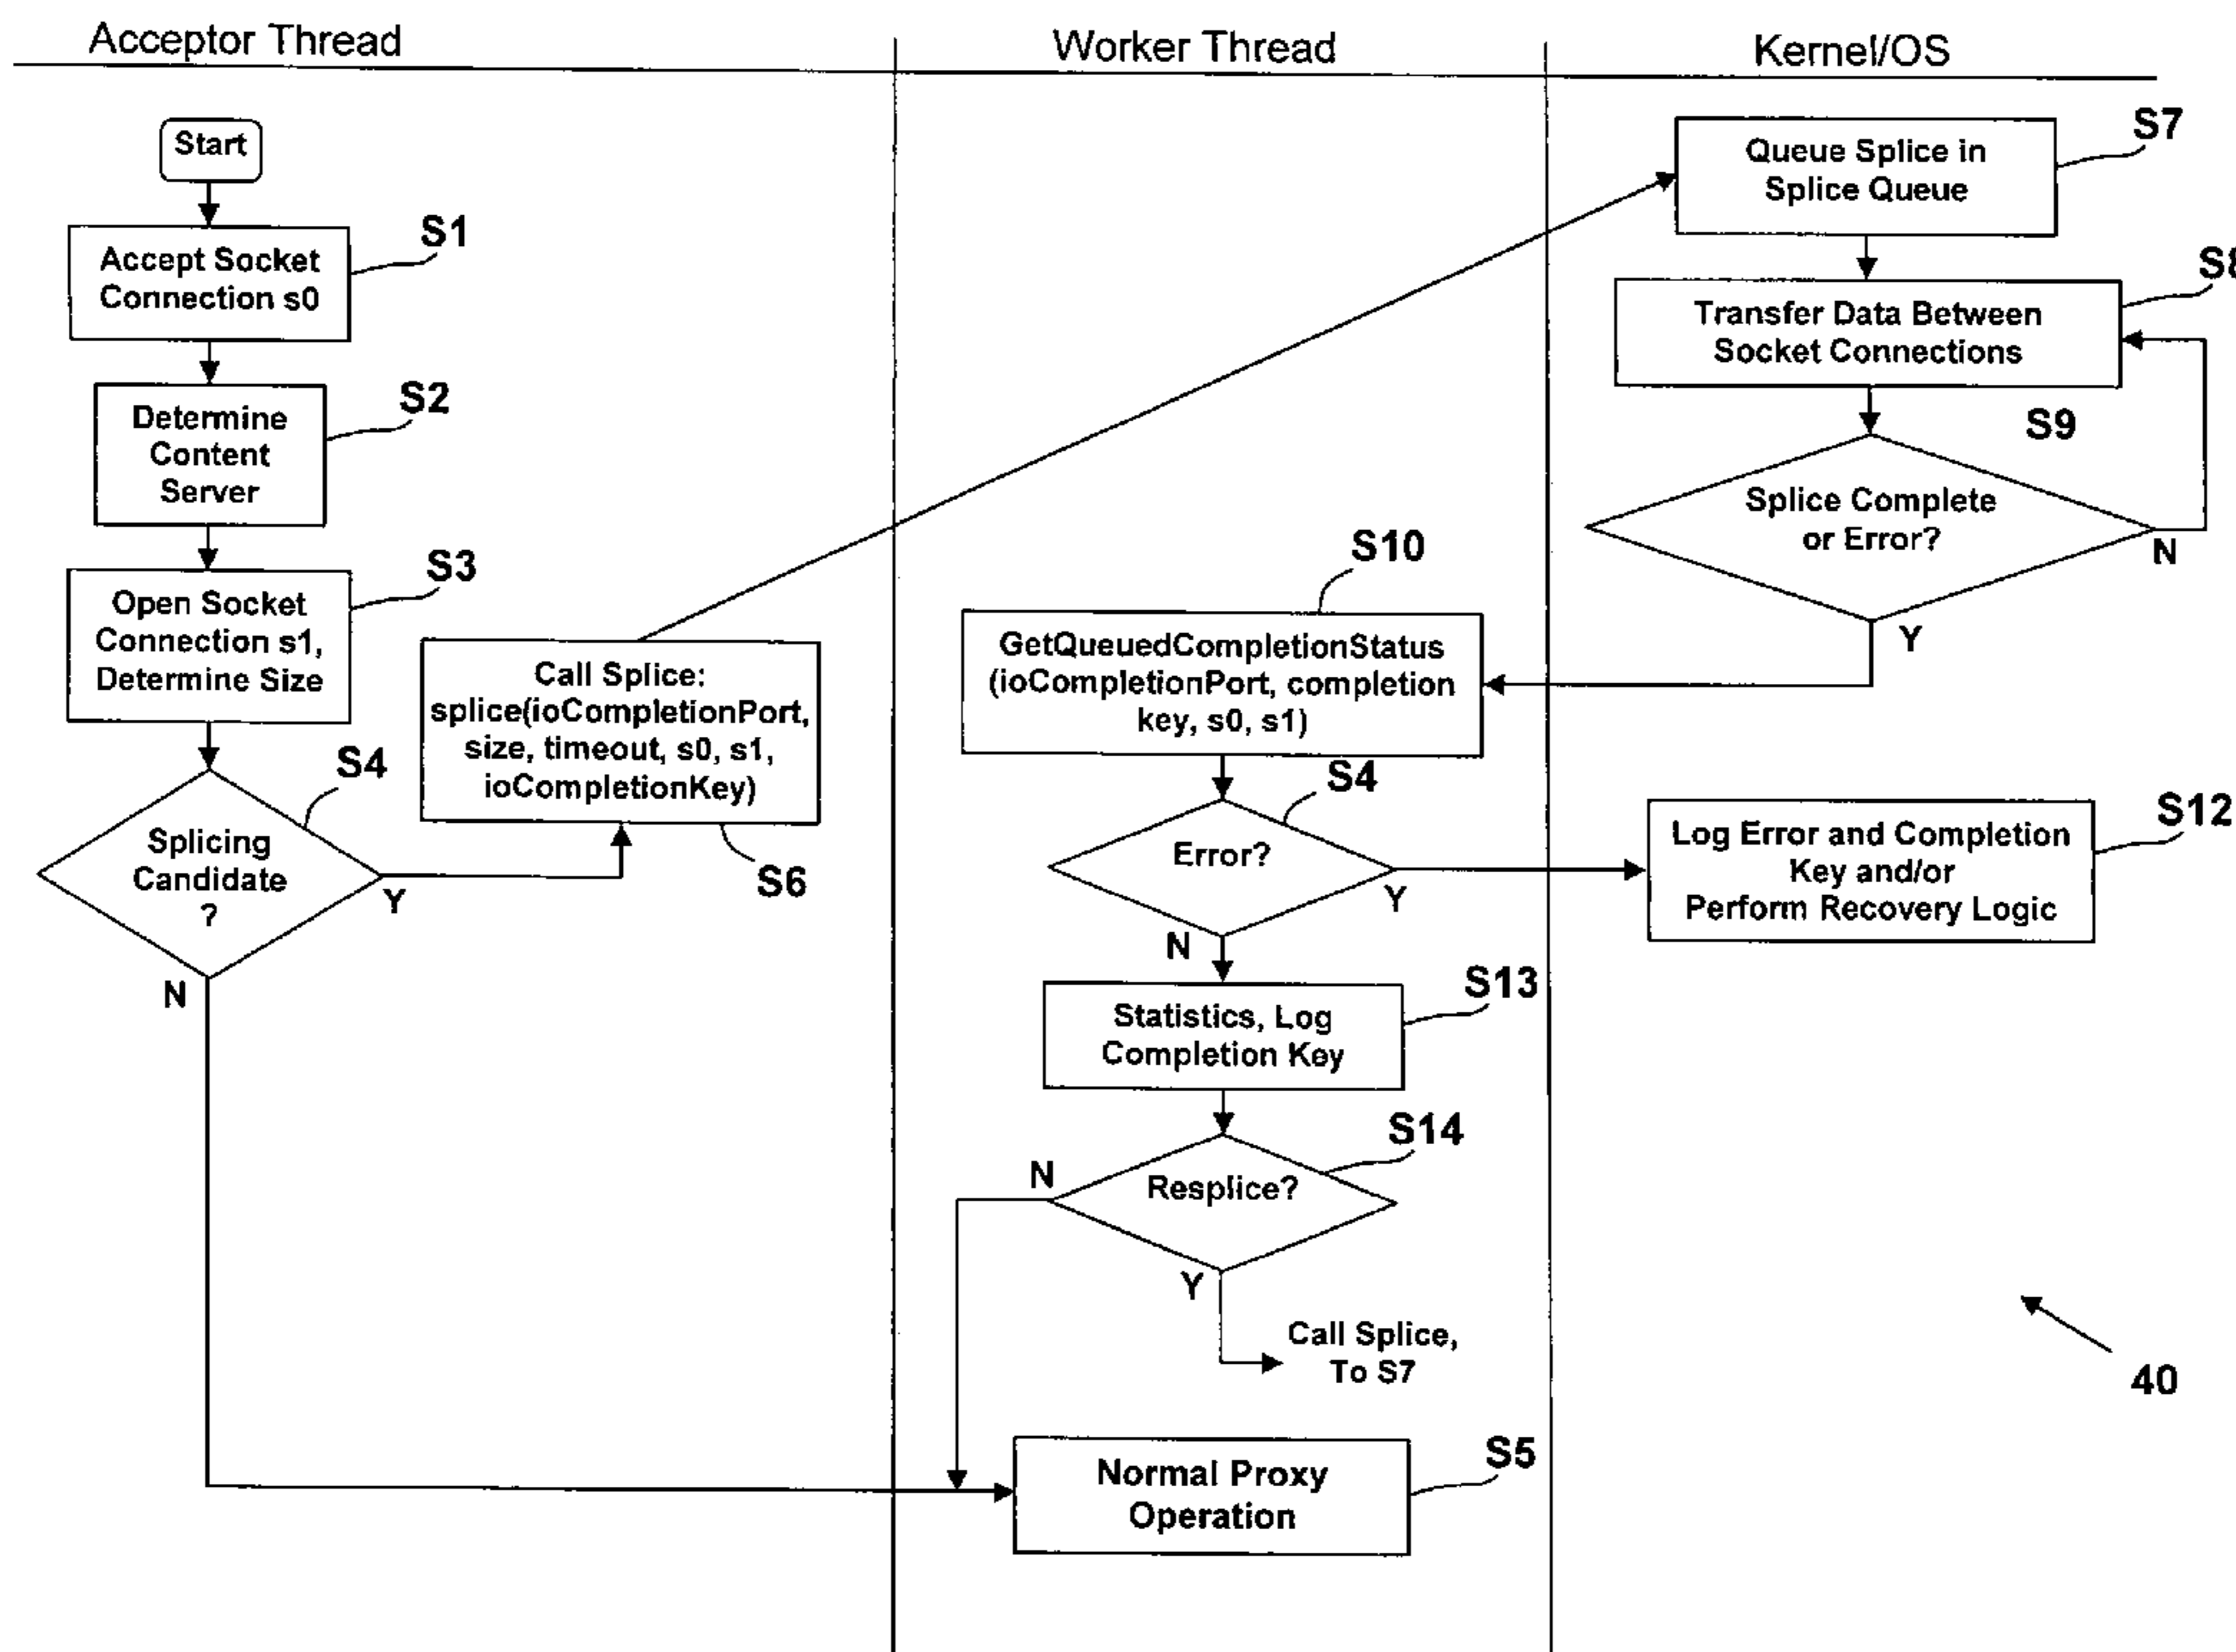 Acceptor Thread
Worker Thread
Kernel/OS
Start
S1
Accept Socket
Connection s0
S2
Determine
Content
Server
S3
Open Socket
Connection s1,
Determine Size
S4
Splicing
Candidate
?
Y
N
Call Splice:
splice(ioCompletionPort,
size, timeout, s0, s1,
ioCompletionKey)
S6
S7
Queue Splice in
Splice Queue
S8
Transfer Data Between
Socket Connections
S9
Splice Complete
or Error?
N
Y
S10
GetQueuedCompletionStatus
(ioCompletionPort, completion
key, s0, s1)
S4
Error?
Y
N
S12
Log Error and Completion
Key and/or
Perform Recovery Logic
S13
Statistics, Log
Completion Key
S14
Resplice?
N
Y
Call Splice,
To S7
S5
Normal Proxy
Operation
40